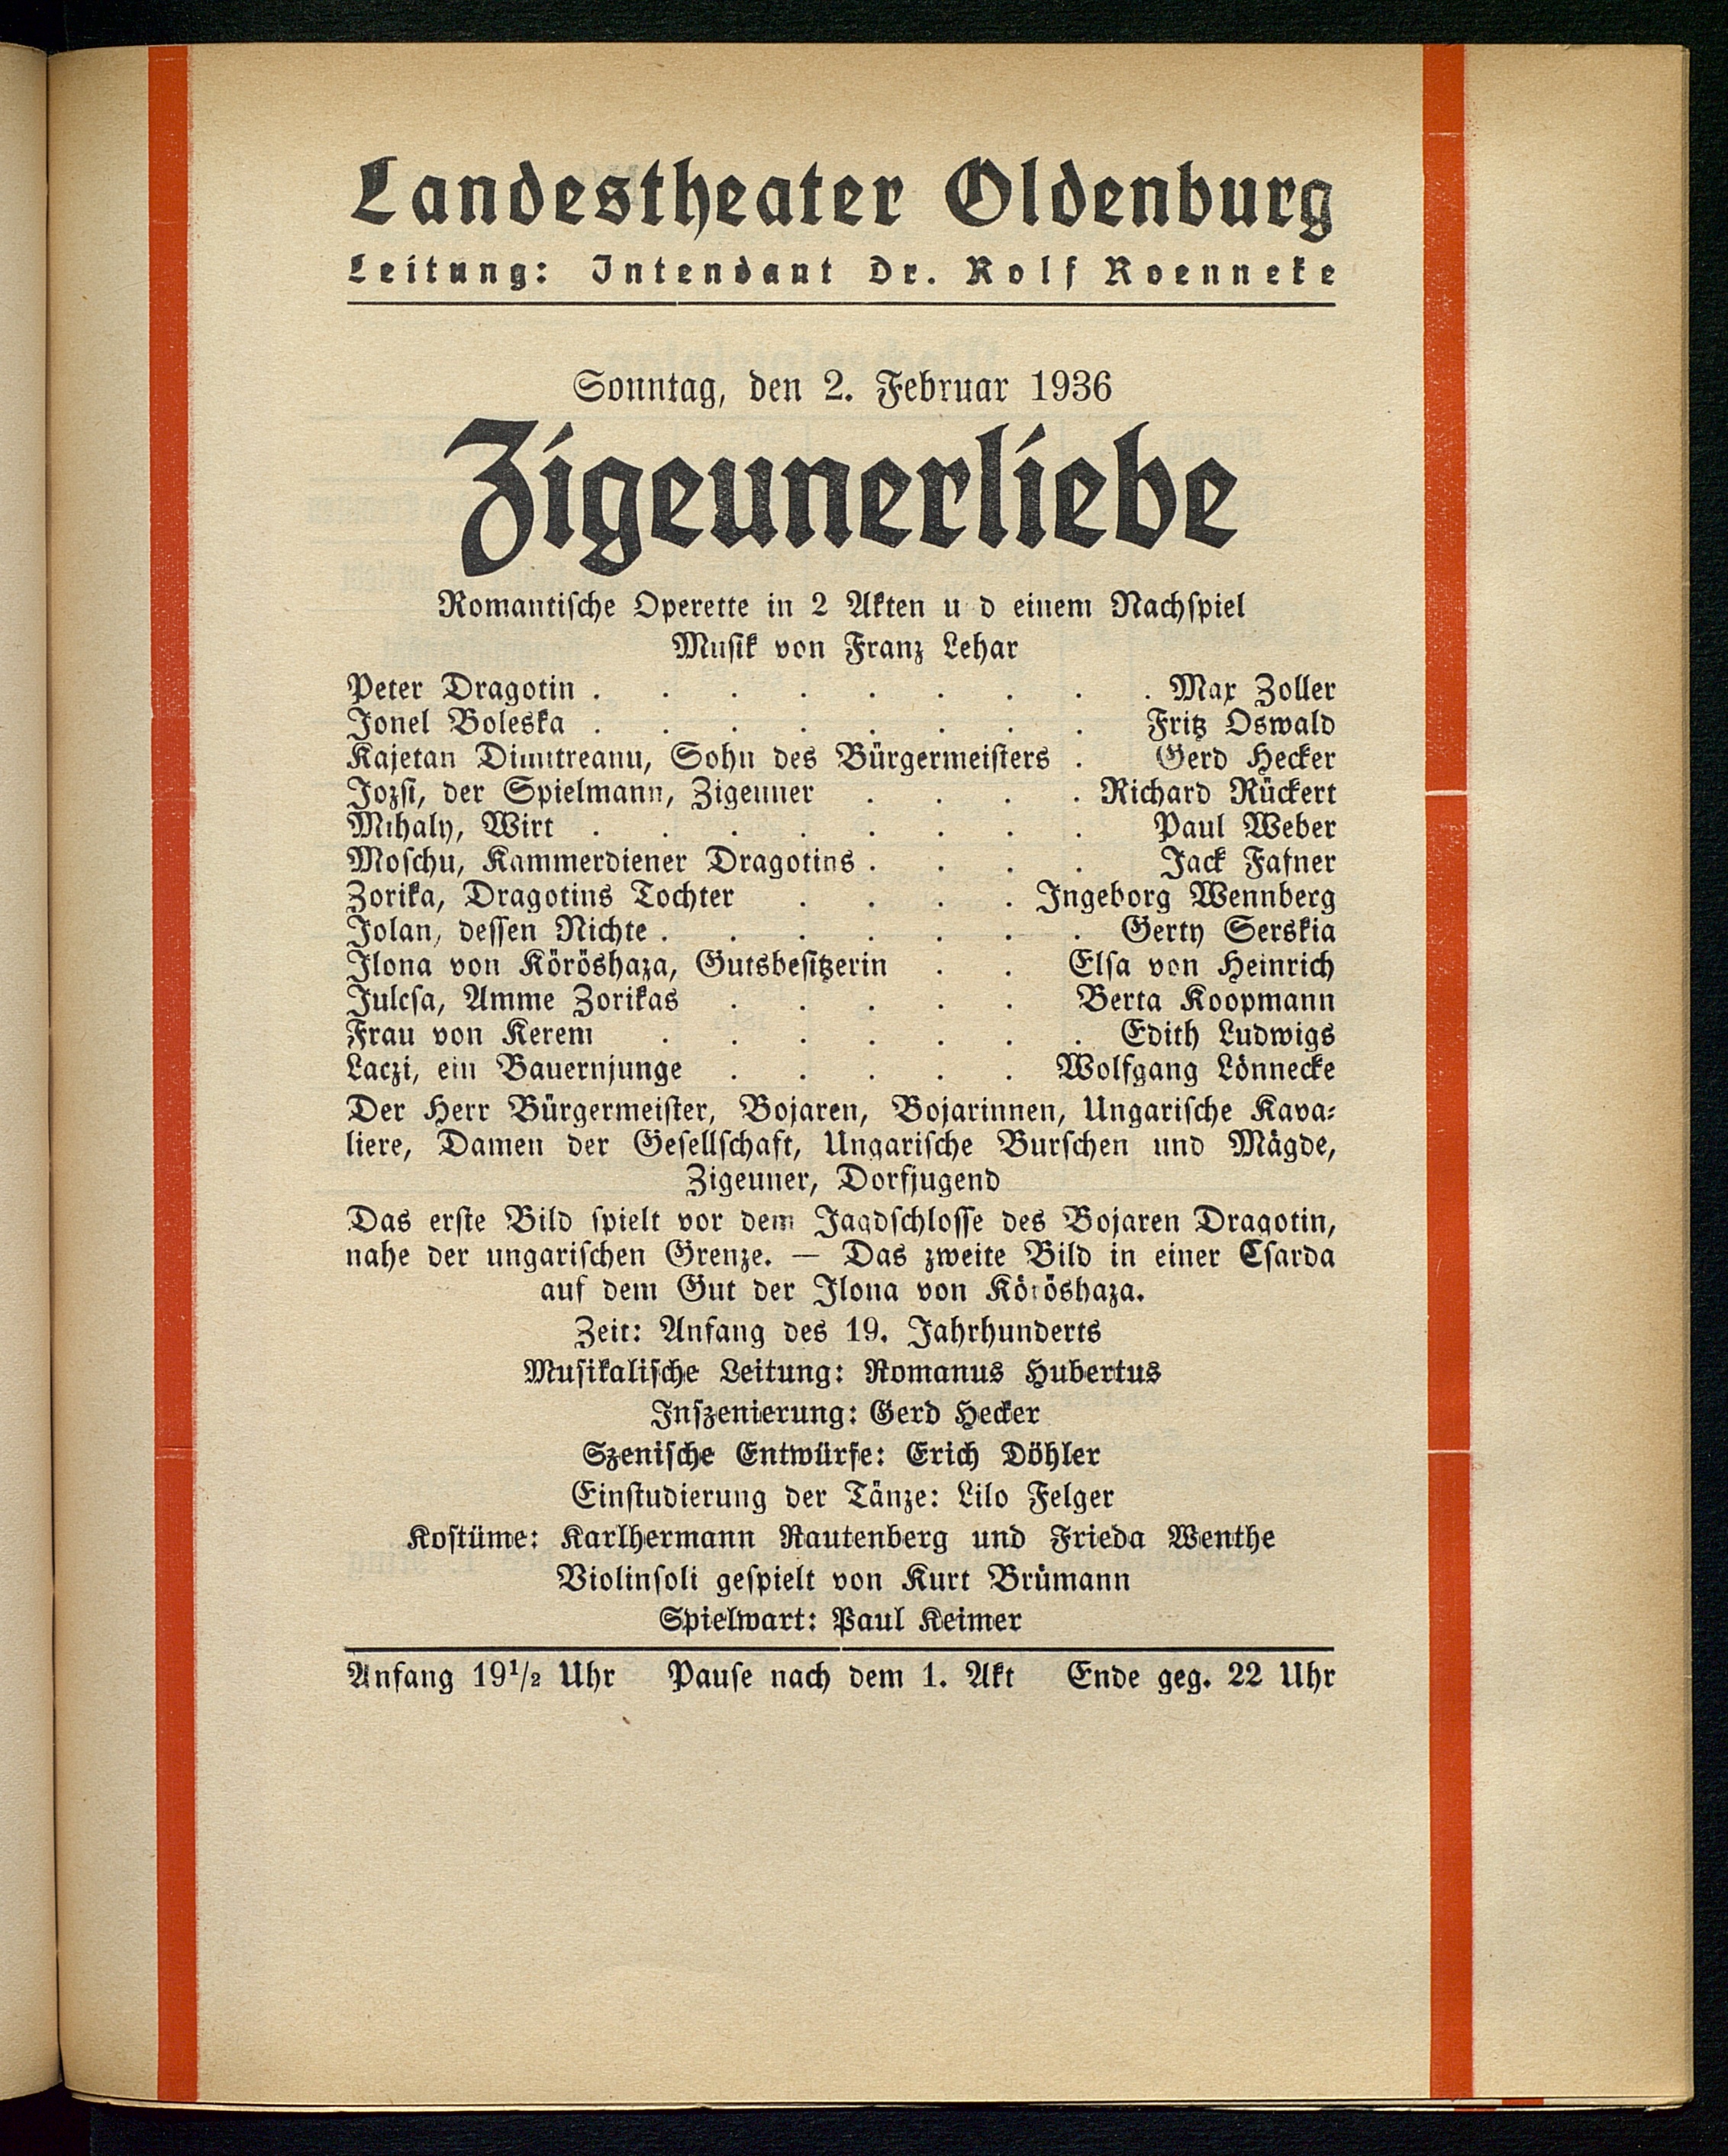 Landestheater Oldenburg
Leitung: Intendant Dr. Rolf Roenneke
Sonntag, den 2. Februar 1936
Zigeunerliebe
Romantische Operette in 2 Akten u d einem Nachspiel
Musik von Franz Lehar
Peter Dragotin . . . . . . . . . Max Zoller
Jonel Boleska . . . . . . . . Fritz Oswald
Kajetan Dimitreanu, Sohn des Bürgermeisters . Gerd Hecker
Jozsi, der Spielmann, Zigeuner . . . . Richard Rückert
Mihaly, Wirt . . . . . . . . Paul Weber
Moschu, Kammerdiener Dragotins . . . . Jack Fafner
Zorika, Dragotins Tochter . . . . Ingeborg Wennberg
Jolan, dessen Nichte . . . . . . . Gerty Serskia
Ilona von Köröshaza, Gutsbesitzerin . . Elsa von Heinrich
Julcsa, Amme Zorikas . . . . . Berta Koopmann
Frau von Kerem . . . . . . . Edith Ludwigs
Laczi, ein Bauernjunge . . . . . Wolfgang Lönnecke
Der Herr Bürgermeister, Bojaren, Bojarinnen, Ungarische Kava-
liere, Damen der Gesellschaft, Ungarische Burschen und Mägde,
Zigeuner, Dorfjugend
Das erste Bild spielt vor dem Jagdschlosse des Bojaren Dragotin,
nahe der ungarischen Grenze. — Das zweite Bild in einer Csarda
auf dem Gut der Ilona von Köröshaza.
Zeit: Anfang des 19. Jahrhunderts
Musikalische Leitung: Romanus Hubertus
Inszenierung: Gerd Hecker
Szenische Entwürfe: Erich Döhler
Einstudierung der Tänze: Lilo Felger
Kostüme: Karlhermann Rautenberg und Frieda Wenthe
Violinsoli gespielt von Kurt Brümann
Spielwart: Paul Keimer
Anfang 19½ Uhr Pause nach dem 1. Akt Ende geg. 22 Uhr